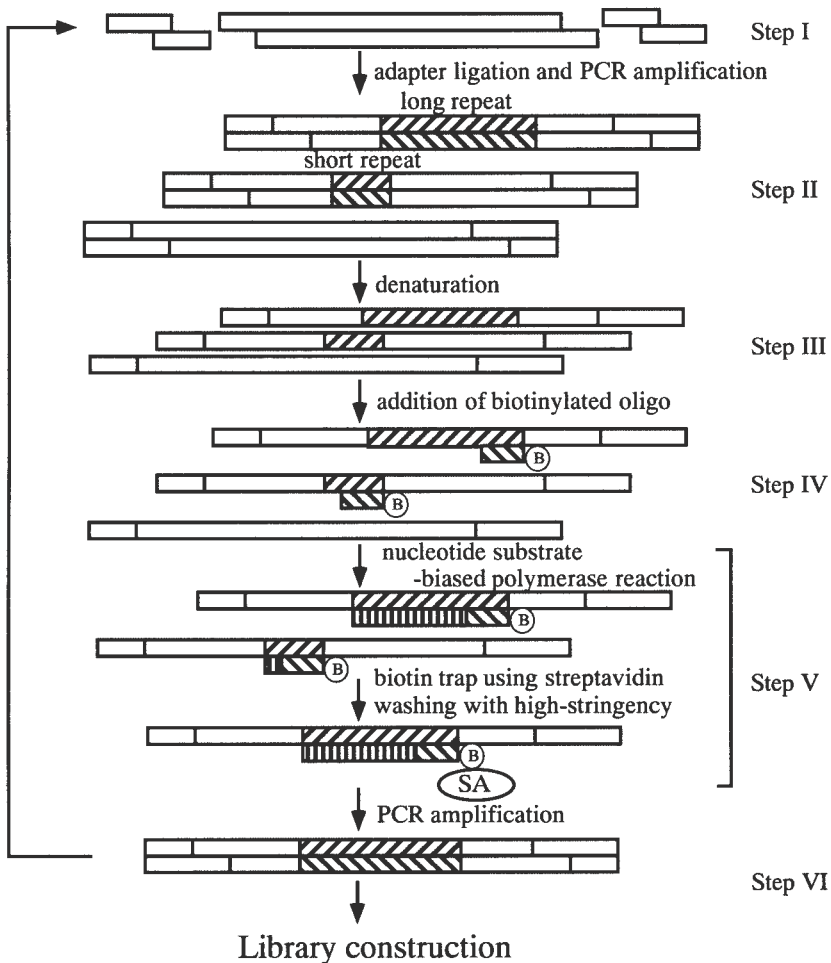 Step I
adapter ligation and PCR amplification
long repeat
short repeat
Step II
denaturation
Step III
addition of biotinylated oligo
B
Step IV
B
nucleotide substrate
-biased polymerase reaction
B
B
biotin trap using streptavidin
Step V
washing with high-stringency
B
SA
PCR amplification
Step VI
Library construction